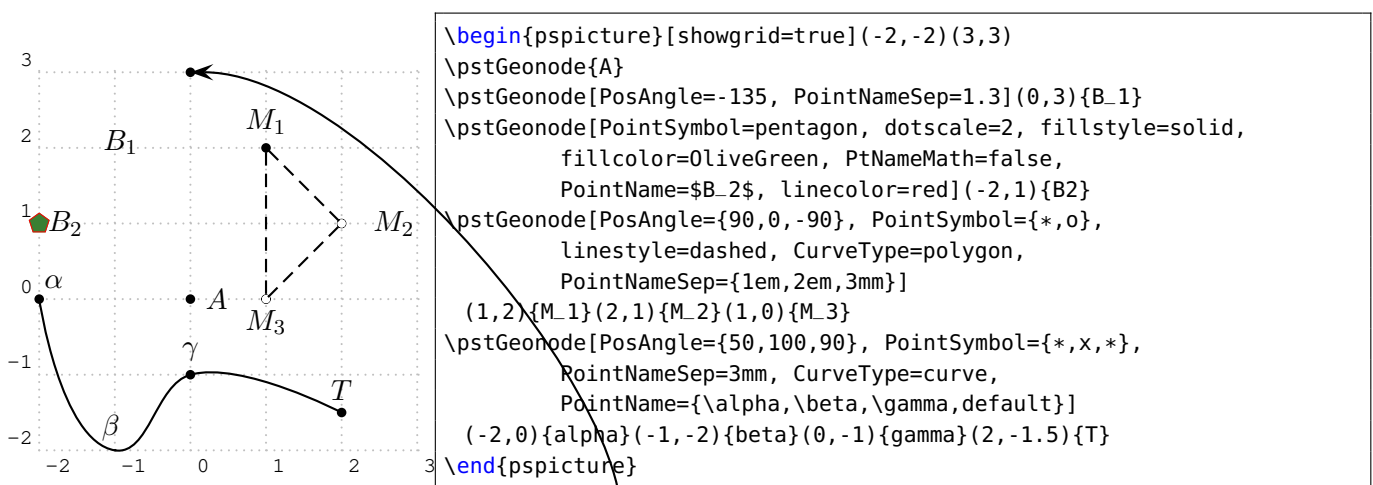 3
2
1
0
−1
−2
−2 −1 0 1 2 3
M1
B1
M2
B2
α
A
M3
γ
T
β
\begin{pspicture}[showgrid=true](-2,-2)(3,3)
\pstGeonode{A}
\pstGeonode[PosAngle=-135, PointNameSep=1.3](0,3){B_1}
\pstGeonode[PointSymbol=pentagon, dotscale=2, fillstyle=solid,
fillcolor=OliveGreen, PtNameMath=false,
PointName=$B_2$, linecolor=red](-2,1){B2}
\pstGeonode[PosAngle={90,0,-90}, PointSymbol={*,o},
linestyle=dashed, CurveType=polygon,
PointNameSep={1em,2em,3mm}]
(1,2){M_1}(2,1){M_2}(1,0){M_3}
\pstGeonode[PosAngle={50,100,90}, PointSymbol={*,x,*},
PointNameSep=3mm, CurveType=curve,
PointName={\alpha,\beta,\gamma,default}]
(-2,0){alpha}(-1,-2){beta}(0,-1){gamma}(2,-1.5){T}
\end{pspicture}